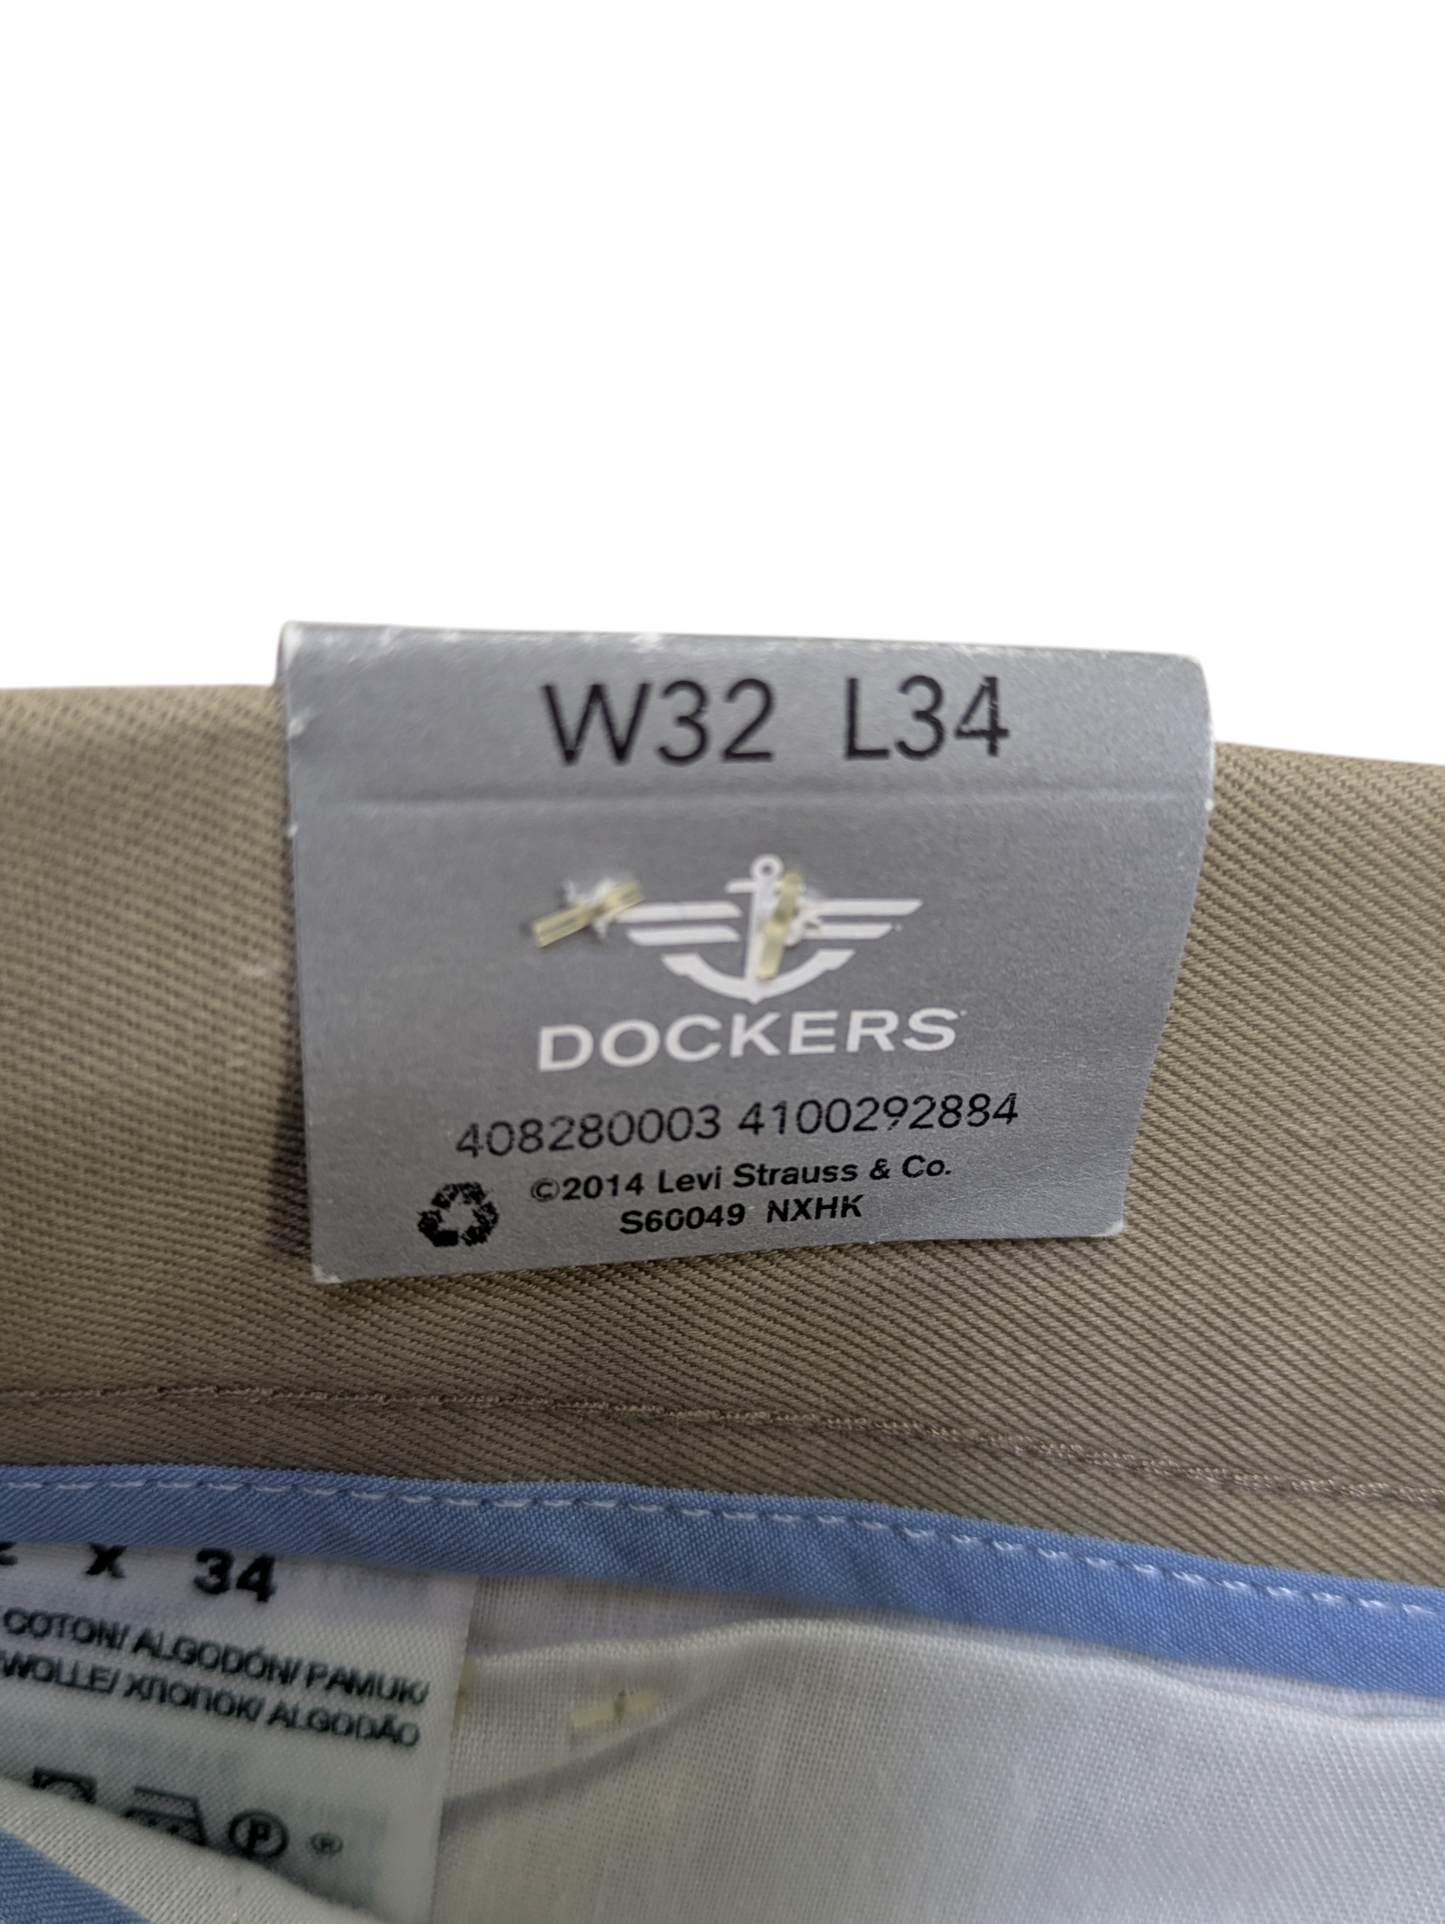 W32 L34
DOCKERS
408280003 4100292884
©2014 Levi Strauss & Co.
S60049 NXHK
X 34
COTON/ ALGODÓN/ PAMUK/
WOLLE/ ХЛОПОК/ ALGODÃO
P